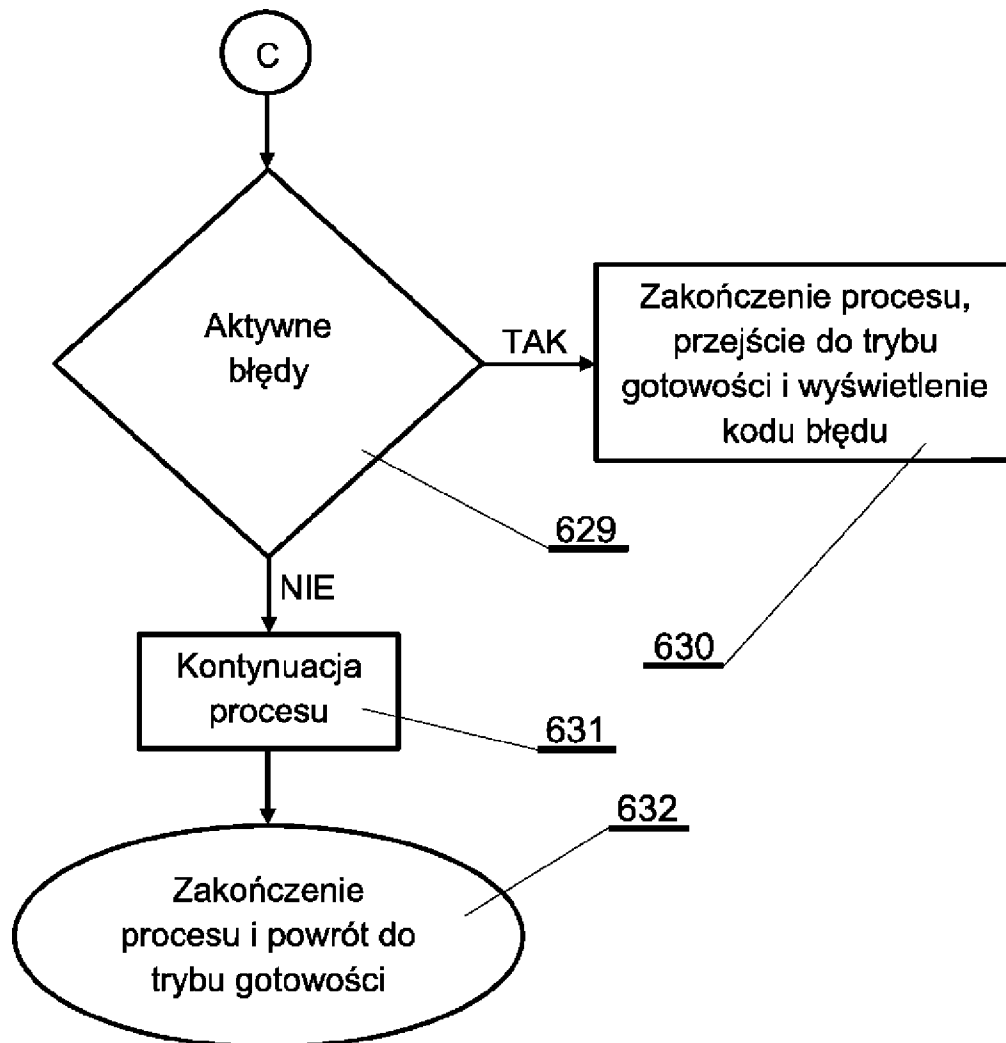 C
Aktywne
błędy
TAK
Zakończenie procesu,
przejście do trybu
gotowości i wyświetlenie
kodu błędu
629
NIE
630
Kontynuacja
procesu
631
632
Zakończenie
procesu i powrót do
trybu gotowości